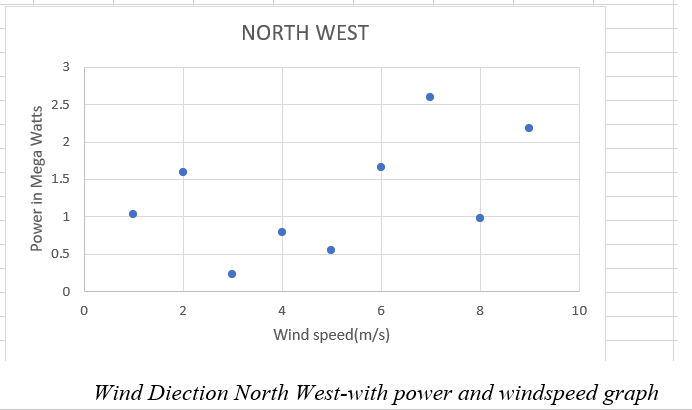 NORTH WEST
3
2.5
2
1.5
1
0.5
0
0 2 4 6 8 10
Power in Mega Watts
Wind speed(m/s)
Wind Diection North West-with power and windspeed graph